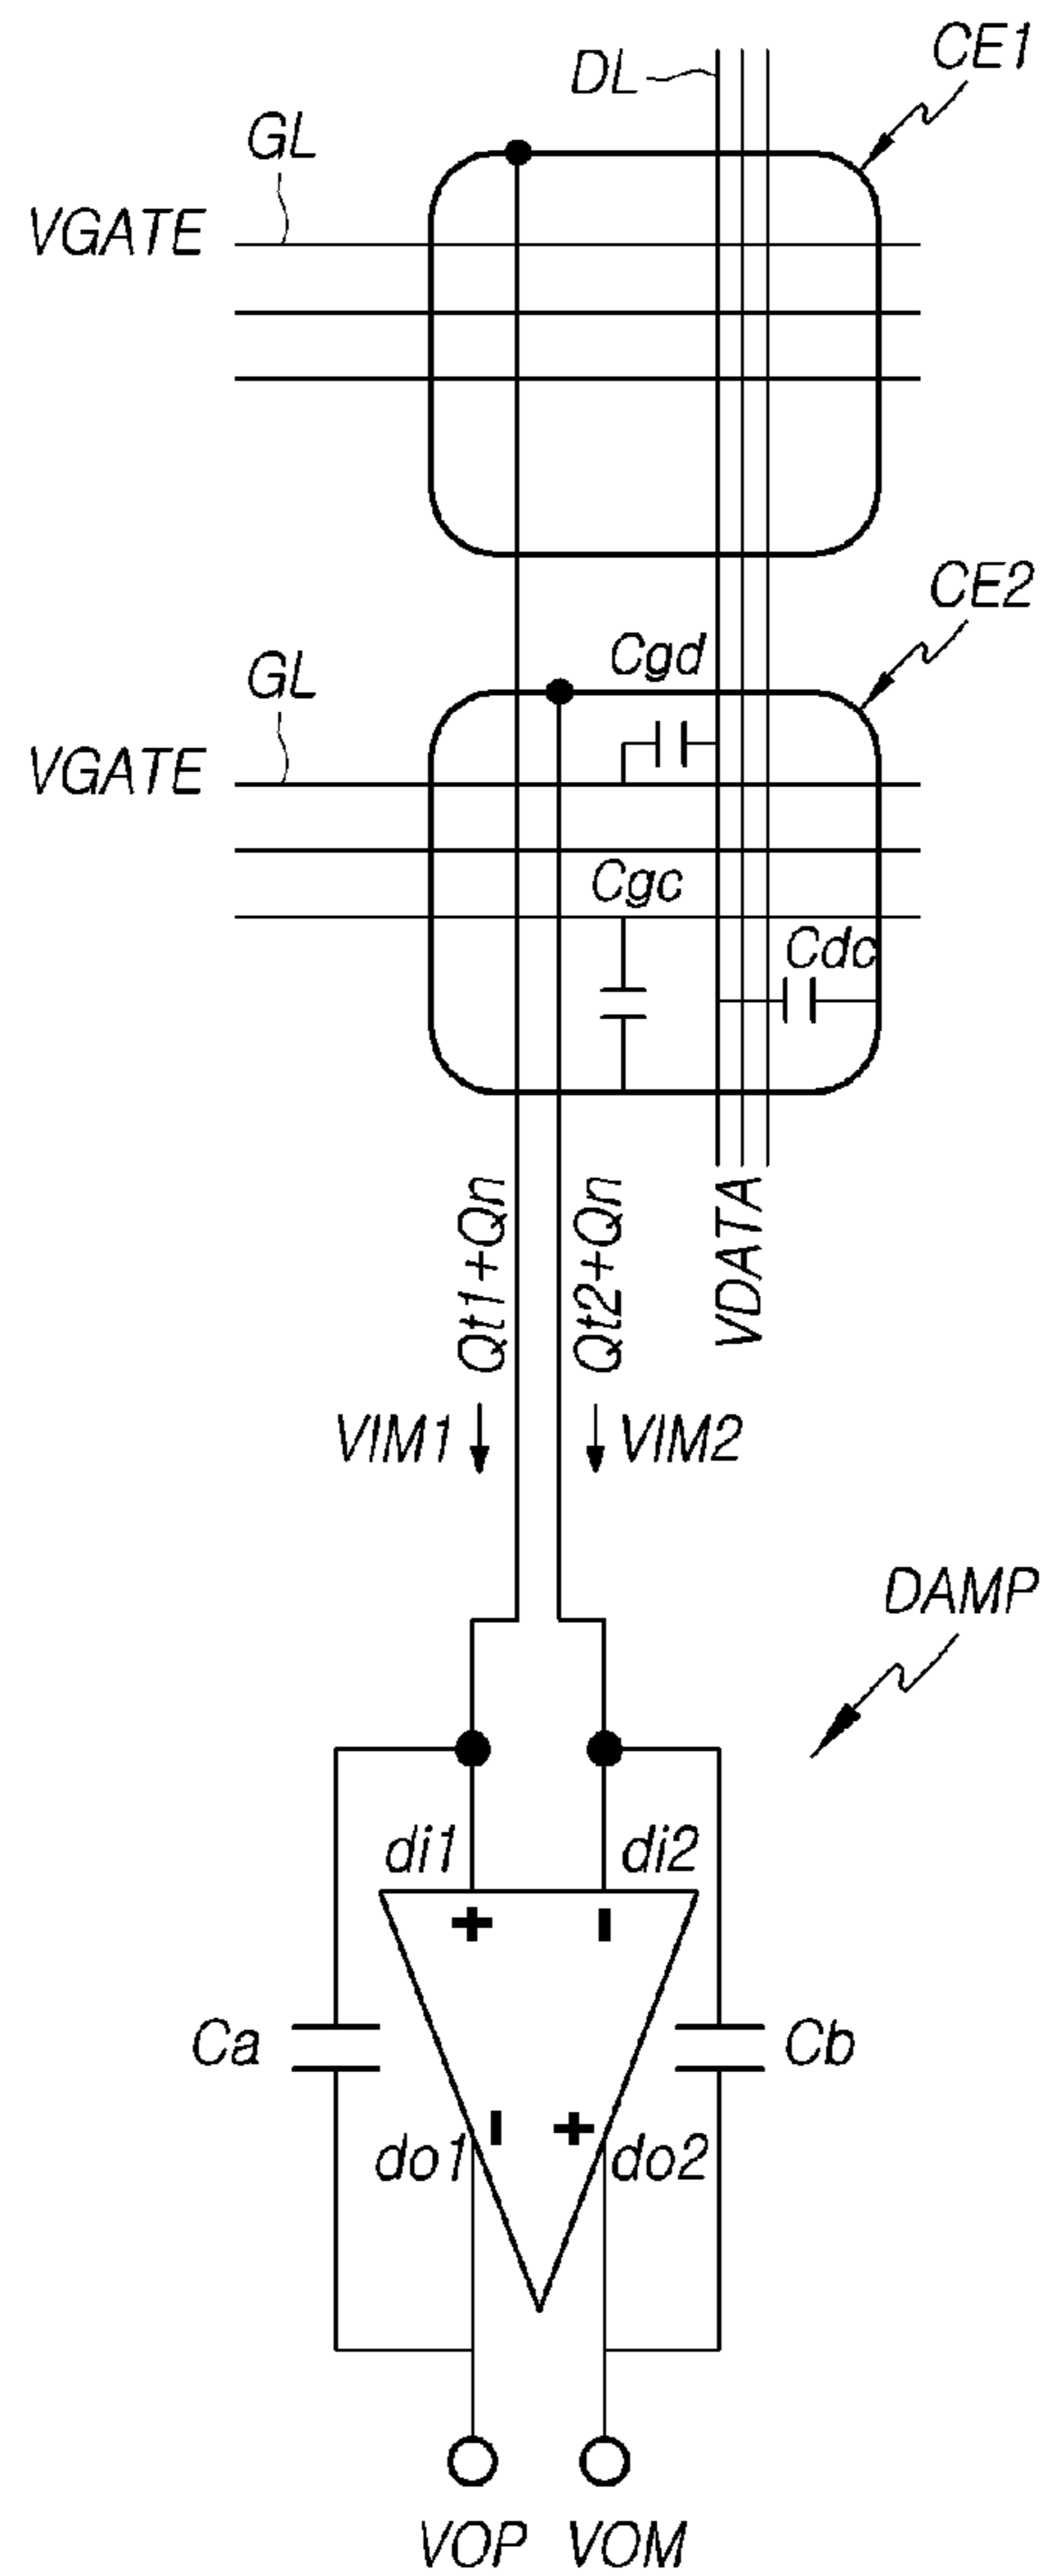 CE1
DL
GL
VGATE
CE2
Cgd
GL
VGATE
Cgc
Cdc
Qt1+Qn
Qt2+Qn
VDATA
VIM1
VIM2
DAMP
di1
di2
+
-
Ca
Cb
-
+
do1
do2
VOP
VOM